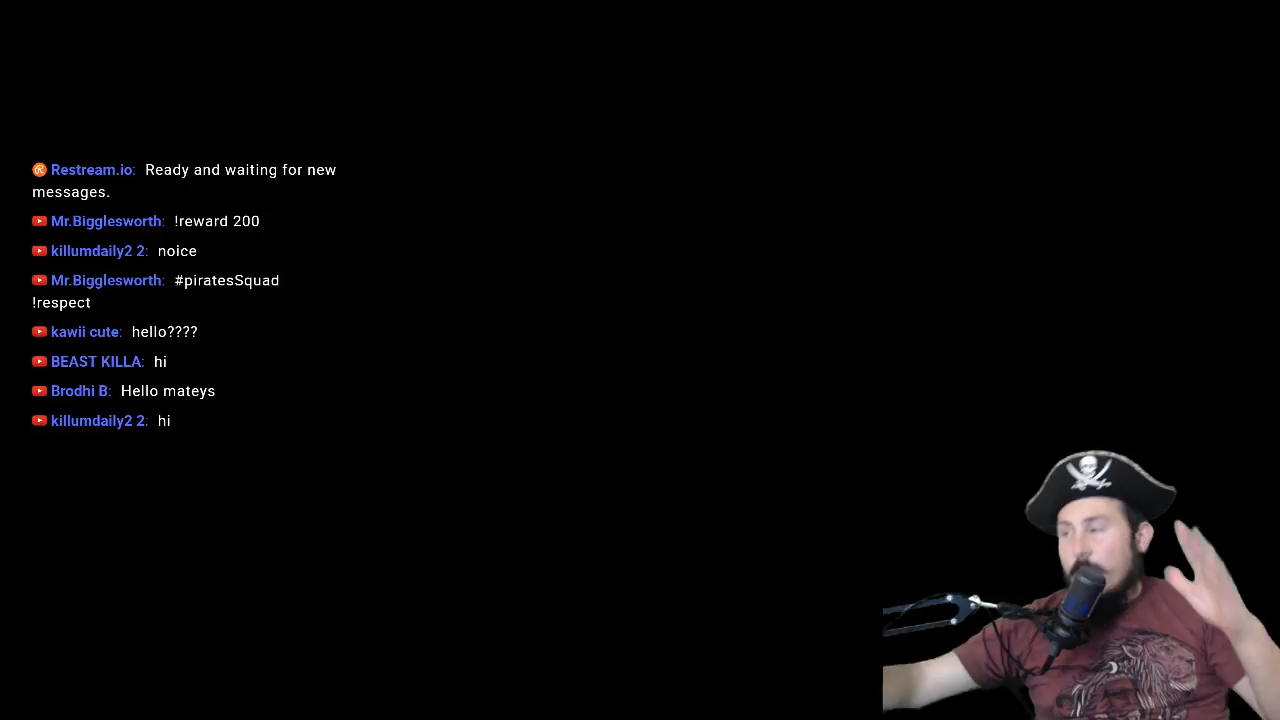 Restream.io: Ready and waiting for new
messages.
Mr.Bigglesworth: !reward 200
killumdaily2 2: noice
Mr.Bigglesworth: #piratesSquad
!respect
kawii cute: hello????
BEAST KILLA: hi
Brodhi B: Hello mateys
killumdaily2 2: hi